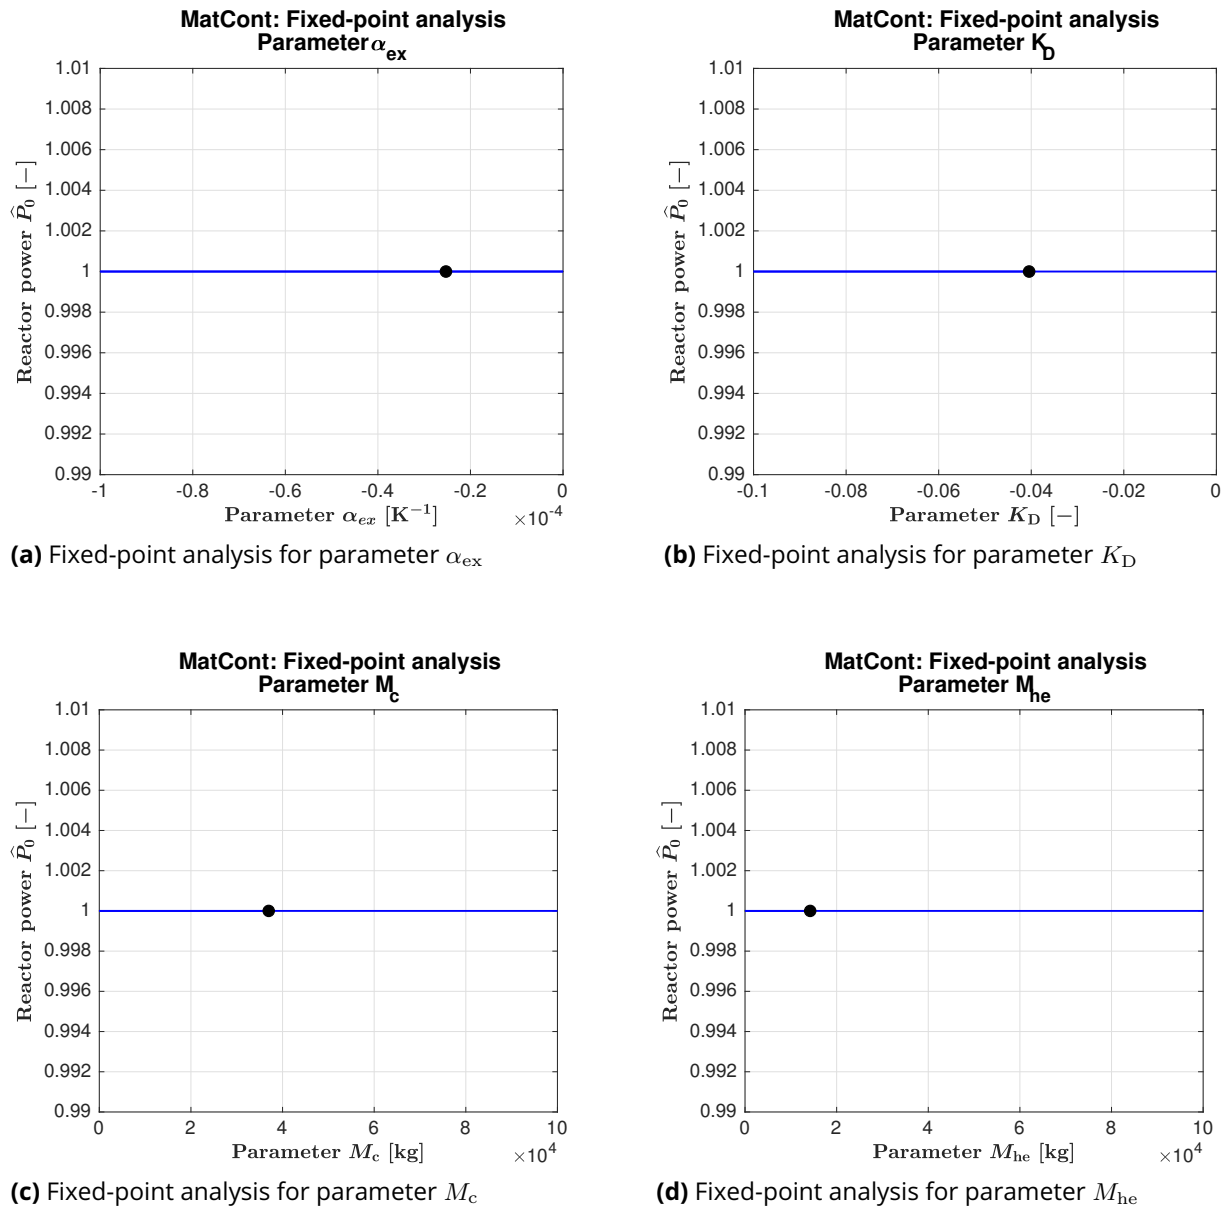 MatCont: Fixed-point analysis
Parameter α_ex
1.01
1.008
1.006
1.004
1.002
1
0.998
0.996
0.994
0.992
0.99
Reactor power P̂₀ [−]
-1 -0.8 -0.6 -0.4 -0.2 0
Parameter α_ex [K⁻¹] ×10⁻⁴
(a) Fixed-point analysis for parameter α_ex
MatCont: Fixed-point analysis
Parameter K_D
1.01
1.008
1.006
1.004
1.002
1
0.998
0.996
0.994
0.992
0.99
Reactor power P̂₀ [−]
-0.1 -0.08 -0.06 -0.04 -0.02 0
Parameter K_D [−]
(b) Fixed-point analysis for parameter K_D
MatCont: Fixed-point analysis
Parameter M_c
1.01
1.008
1.006
1.004
1.002
1
0.998
0.996
0.994
0.992
0.99
Reactor power P̂₀ [−]
0 2 4 6 8 10
Parameter M_c [kg] ×10⁴
(c) Fixed-point analysis for parameter M_c
MatCont: Fixed-point analysis
Parameter M_he
1.01
1.008
1.006
1.004
1.002
1
0.998
0.996
0.994
0.992
0.99
Reactor power P̂₀ [−]
0 2 4 6 8 10
Parameter M_he [kg] ×10⁴
(d) Fixed-point analysis for parameter M_he